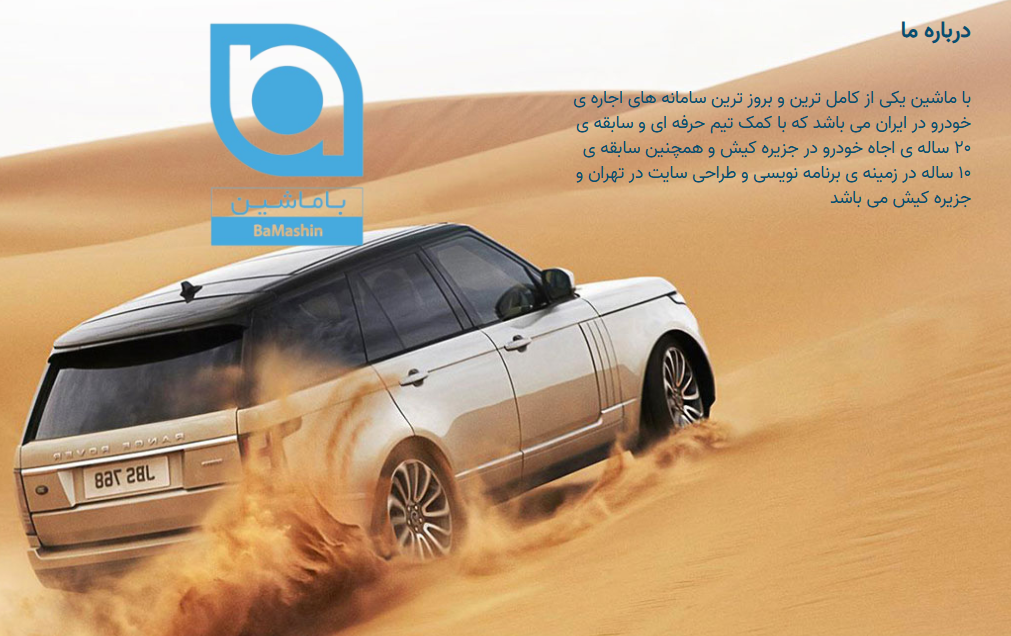 درباره ما
با ماشین یکی از کامل ترین و بروز ترین سامانه های اجاره ی
خودرو در ایران می باشد که با کمک تیم حرفه ای و سابقه ی
۲۰ ساله ی اجاه خودرو در جزیره کیش و همچنین سابقه ی
۱۰ ساله در زمینه ی برنامه نویسی و طراحی سایت در تهران و
جزیره کیش می باشد
باماشین
BaMashin
RANGE ROVER
JBS 768